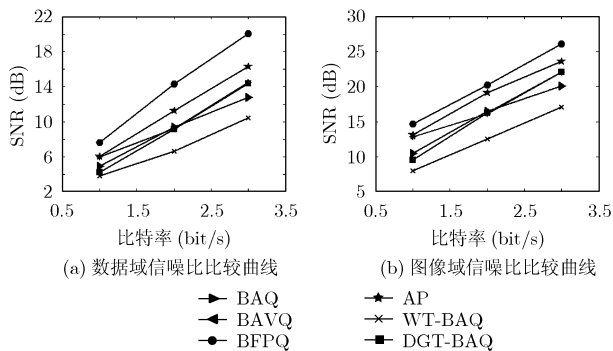 22
18
14
10
6
2
SNR (dB)
0.5 1.5 2.5 3.5
比特率 (bit/s)
(a) 数据域信噪比比较曲线
30
25
20
15
10
5
SNR (dB)
0.5 1.5 2.5 3.5
比特率 (bit/s)
(b) 图像域信噪比比较曲线
BAQ
BAVQ
BFPQ
AP
WT-BAQ
DGT-BAQ